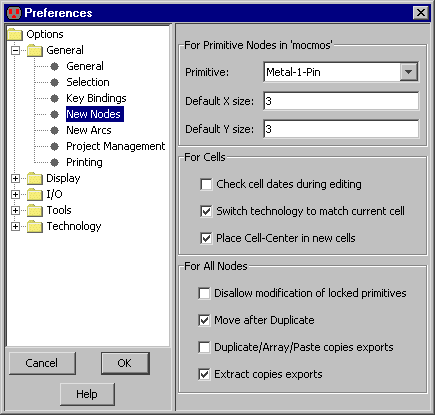 Preferences
Options
General
General
Selection
Key Bindings
New Nodes
New Arcs
Project Management
Printing
Display
I/O
Tools
Technology
Cancel
OK
Help
For Primitive Nodes in 'mocmos'
Primitive: Metal-1-Pin
Default X size: 3
Default Y size: 3
For Cells
Check cell dates during editing
Switch technology to match current cell
Place Cell-Center in new cells
For All Nodes
Disallow modification of locked primitives
Move after Duplicate
Duplicate/Array/Paste copies exports
Extract copies exports